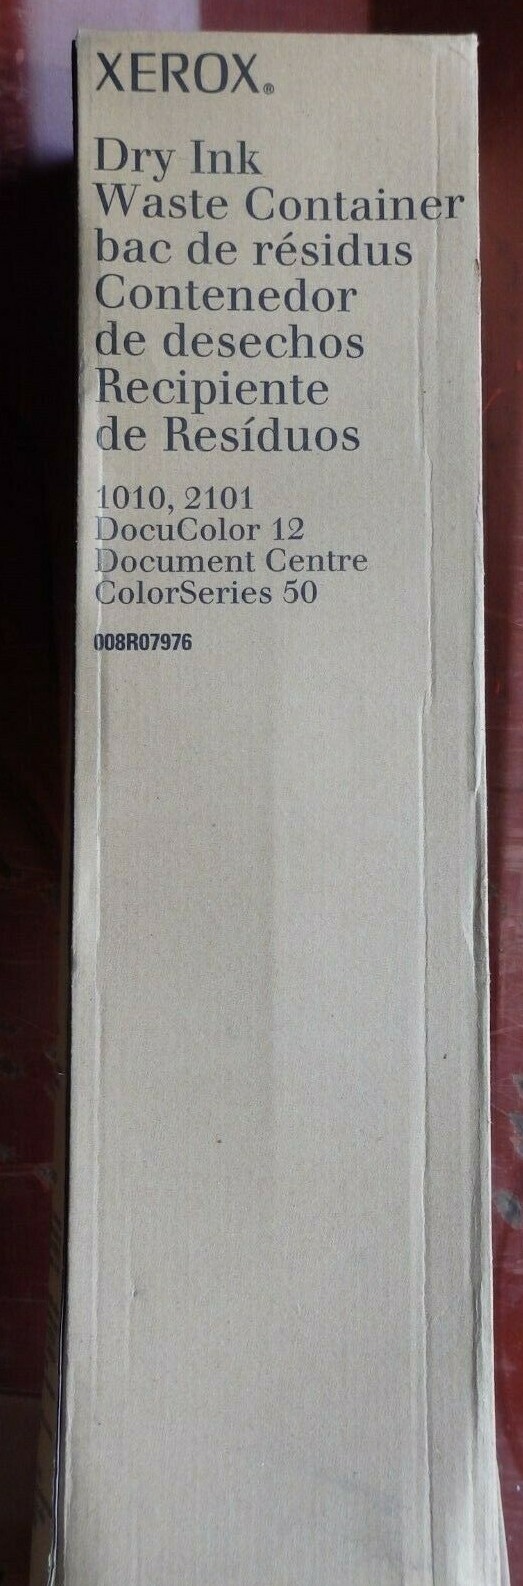 XEROX®
Dry Ink
Waste Container
bac de résidus
Contenedor
de desechos
Recipiente
de Resíduos
1010, 2101
DocuColor 12
Document Centre
ColorSeries 50
008R07976